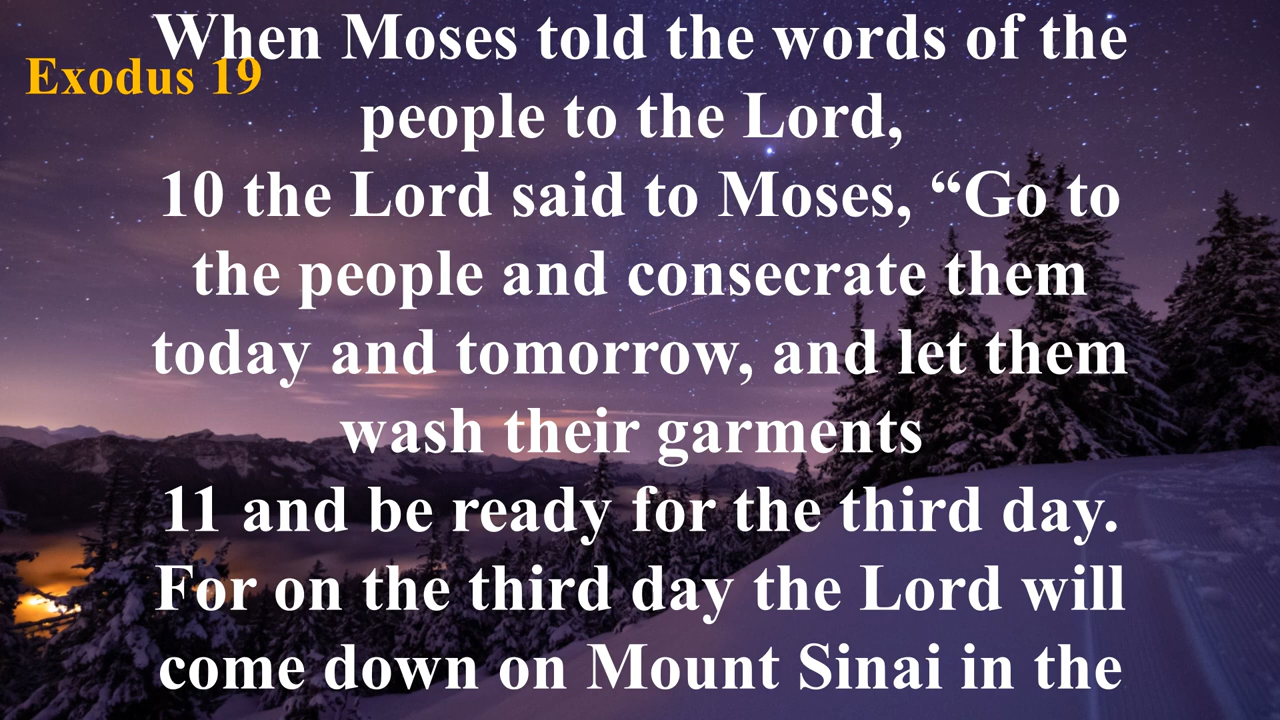 When Moses told the words of the
Exodus 19
people to the Lord,
10 the Lord said to Moses, “Go to
the people and consecrate them
today and tomorrow, and let them
wash their garments
11 and be ready for the third day.
For on the third day the Lord will
come down on Mount Sinai in the